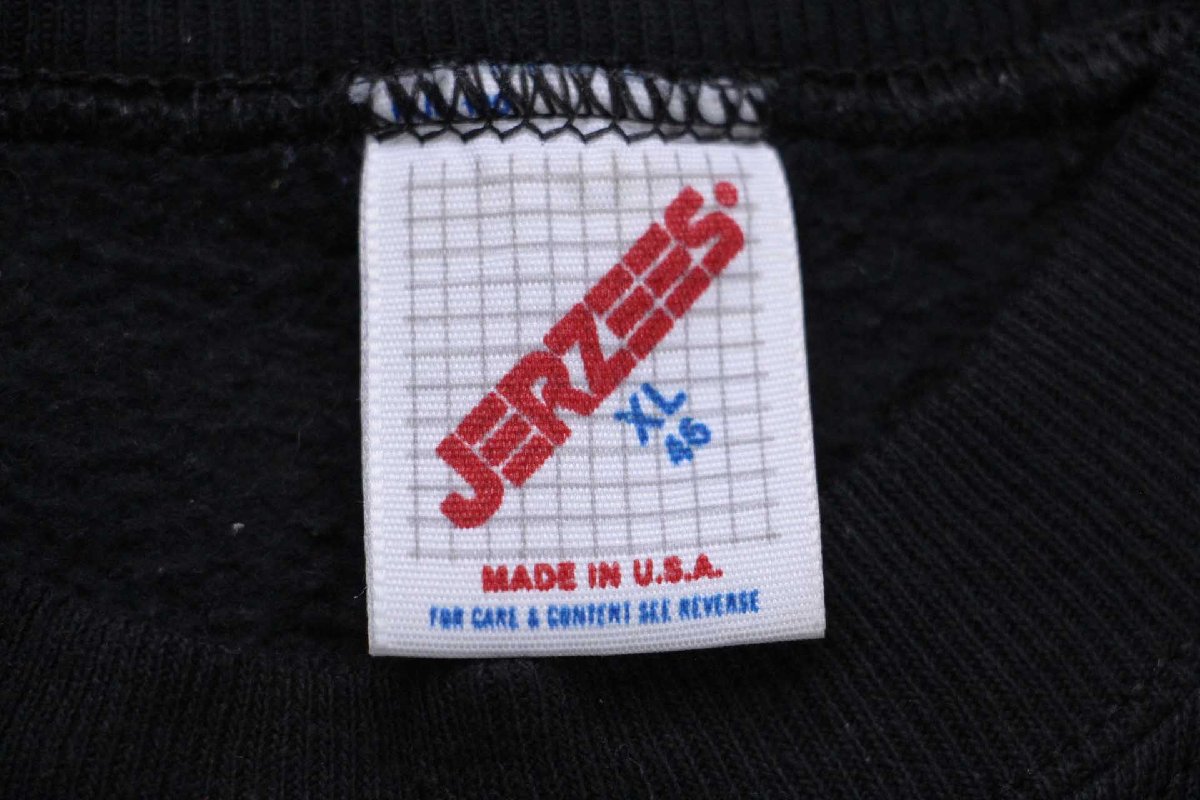 JERZEES.
XL
46
MADE IN U.S.A.
FOR CARE & CONTENT SEE REVERSE